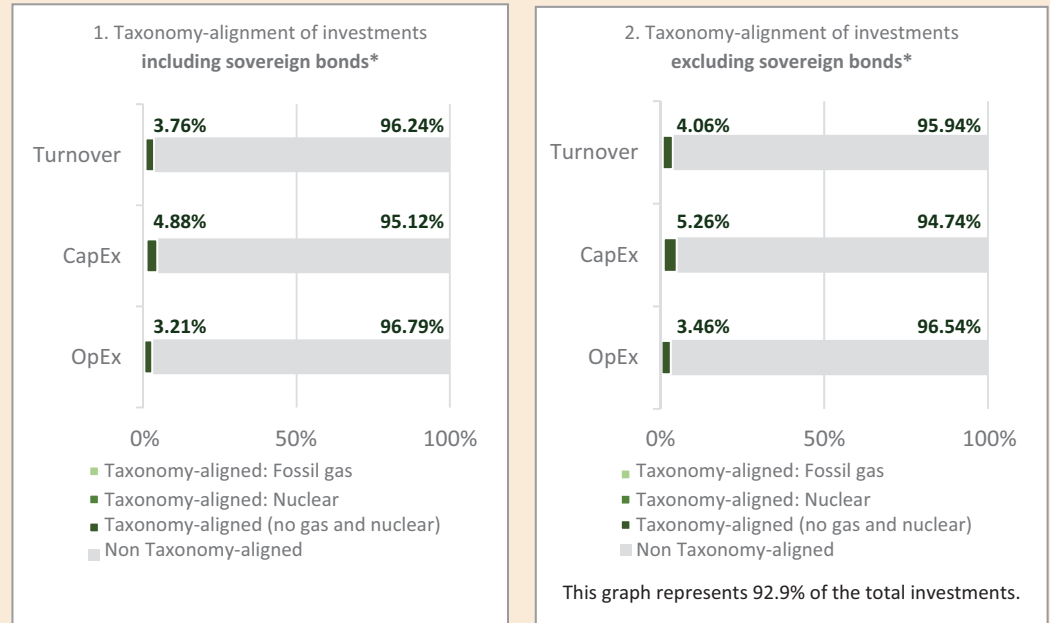 1. Taxonomy-alignment of investments
including sovereign bonds*
3.76% 96.24%
Turnover
4.88% 95.12%
CapEx
3.21% 96.79%
OpEx
0% 50% 100%
Taxonomy-aligned: Fossil gas
Taxonomy-aligned: Nuclear
Taxonomy-aligned (no gas and nuclear)
Non Taxonomy-aligned
2. Taxonomy-alignment of investments
excluding sovereign bonds*
4.06% 95.94%
Turnover
5.26% 94.74%
CapEx
3.46% 96.54%
OpEx
0% 50% 100%
Taxonomy-aligned: Fossil gas
Taxonomy-aligned: Nuclear
Taxonomy-aligned (no gas and nuclear)
Non Taxonomy-aligned
This graph represents 92.9% of the total investments.